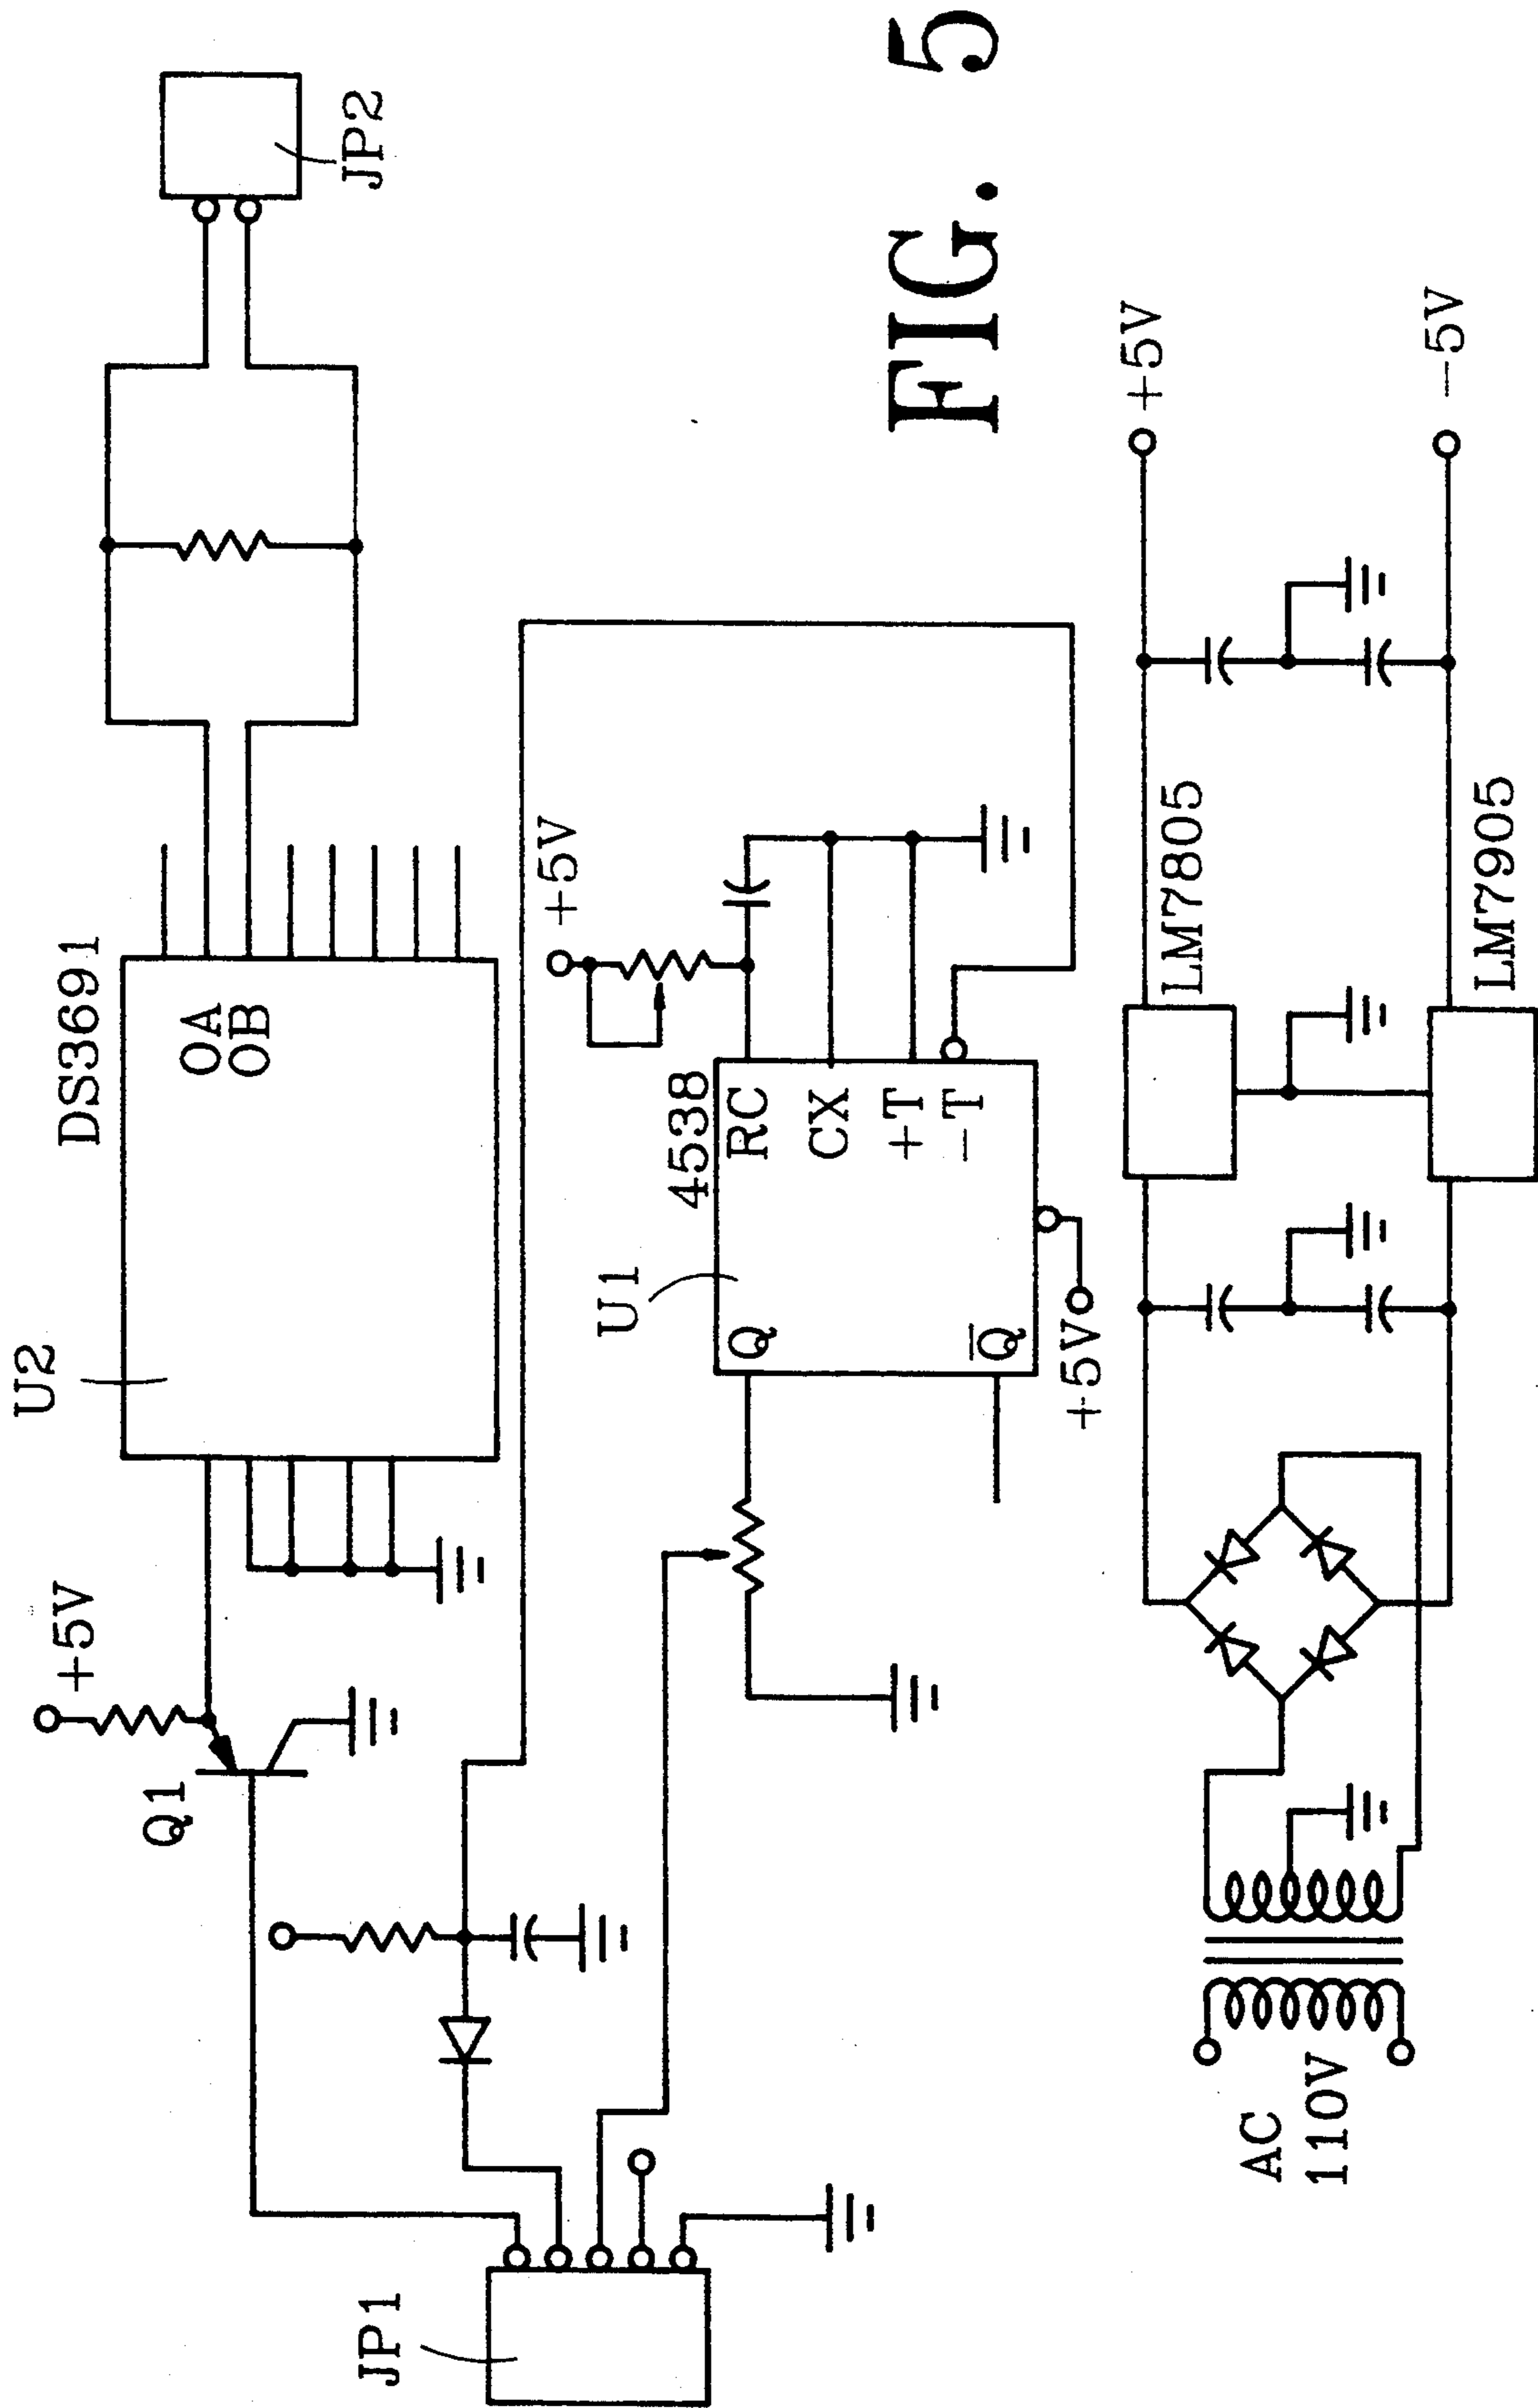 U2
DS3691
OA
OB
JP2
+5V
Q1
+5V
U1
4538
Q
RC
CX
+T
−T
Q̅
+5V
JP1
FIG. 5
AC
110V
LM7805
+5V
LM7905
−5V